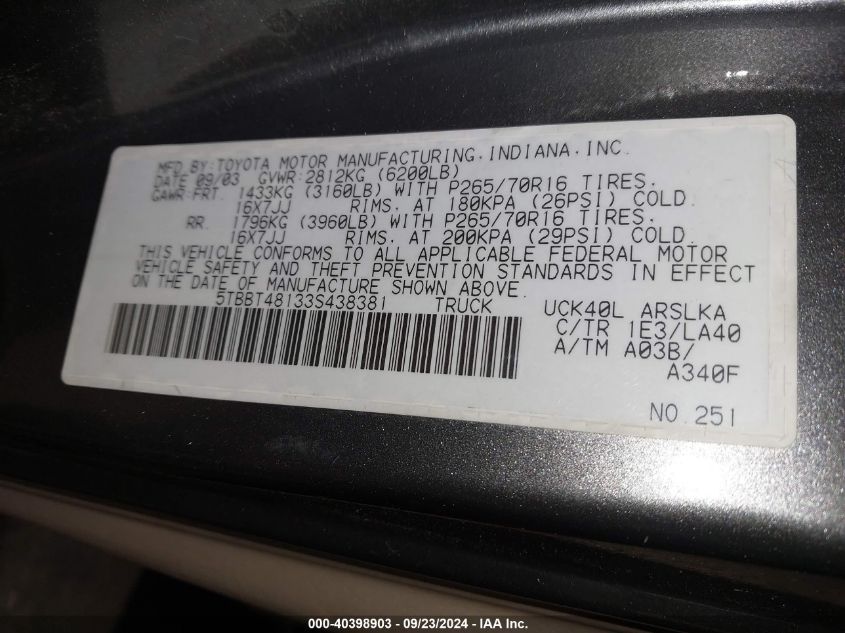 MFD.BY:TOYOTA MOTOR MANUFACTURING,INDIANA,INC.
DATE 09/03 GVWR:2812KG (6200LB)
GAWR-FRT. 1433KG (3160LB) WITH P265/70R16 TIRES.
16X7JJ RIMS. AT 180KPA (26PSI) COLD.
RR. 1796KG (3960LB) WITH P265/70R16 TIRES.
16X7JJ RIMS. AT 200KPA (29PSI) COLD.
THIS VEHICLE CONFORMS TO ALL APPLICABLE FEDERAL MOTOR
VEHICLE SAFETY AND THEFT PREVENTION STANDARDS IN EFFECT
ON THE DATE OF MANUFACTURE SHOWN ABOVE.
5TBBT48133S438381 TRUCK
UCK40L ARSLKA
C/TR 1E3/LA40
A/TM A03B/
A340F
NO.251
000-40398903 - 09/23/2024 - IAA Inc.